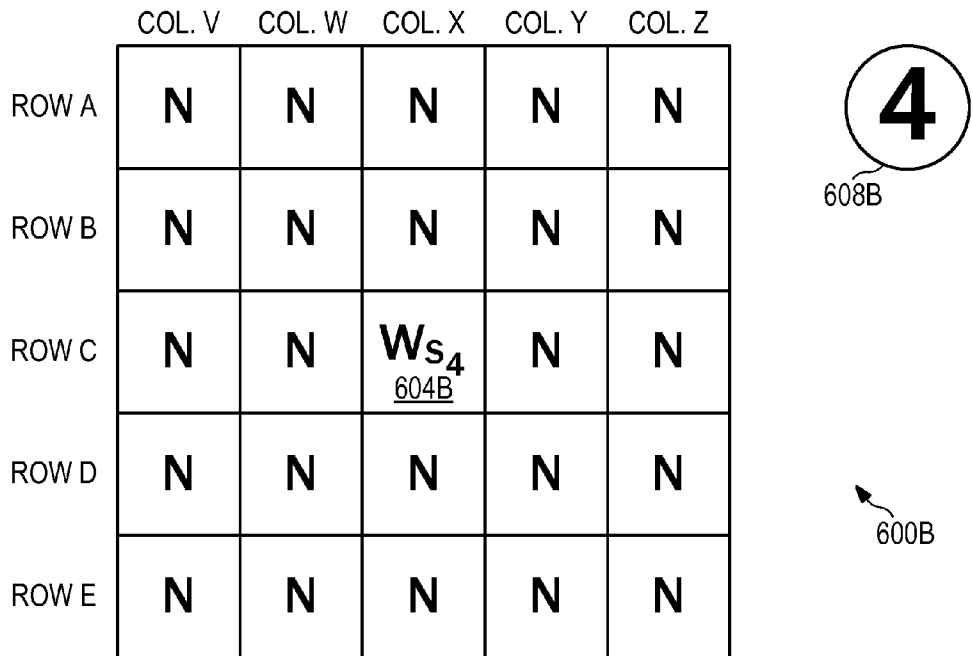 COL. V COL. W COL. X COL. Y COL. Z
ROW A N N N N N 4
608B
ROW B N N N N N
ROW C N N Ws4 N N
604B
ROW D N N N N N
600B
ROW E N N N N N